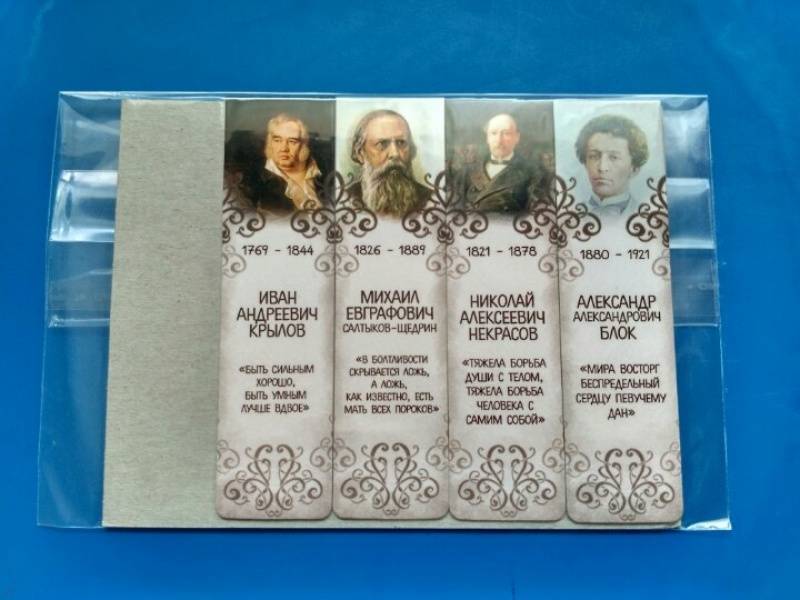 1769 - 1844
ИВАН
АНДРЕЕВИЧ
КРЫЛОВ
«БЫТЬ СИЛЬНЫМ
ХОРОШО,
БЫТЬ УМНЫМ
ЛУЧШЕ ВДВОЕ»
1826 - 1889
МИХАИЛ
ЕВГРАФОВИЧ
САЛТЫКОВ-ЩЕДРИН
«В БОЛТЛИВОСТИ
СКРЫВАЕТСЯ ЛОЖЬ,
А ЛОЖЬ,
КАК ИЗВЕСТНО, ЕСТЬ
МАТЬ ВСЕХ ПОРОКОВ»
1821 - 1878
НИКОЛАЙ
АЛЕКСЕЕВИЧ
НЕКРАСОВ
«ТЯЖЕЛА БОРЬБА
ДУШИ С ТЕЛОМ,
ТЯЖЕЛА БОРЬБА
ЧЕЛОВЕКА С
САМИМ СОБОЙ»
1880 - 1921
АЛЕКСАНДР
АЛЕКСАНДРОВИЧ
БЛОК
«МИРА ВОСТОРГ
БЕСПРЕДЕЛЬНЫЙ
СЕРДЦУ ПЕВУЧЕМУ
ДАН»